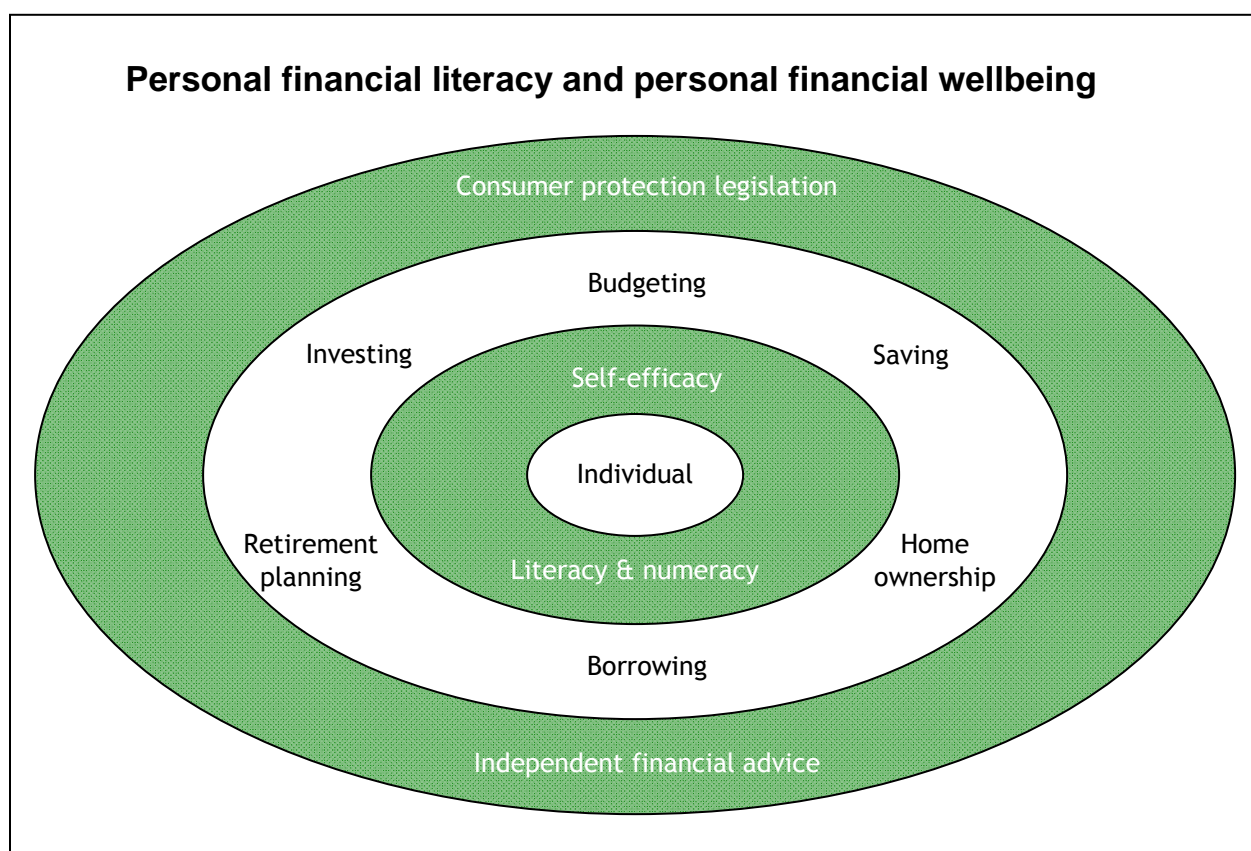 Personal financial literacy and personal financial wellbeing
Consumer protection legislation
Budgeting
Investing
Saving
Self-efficacy
Individual
Retirement
planning
Home
ownership
Literacy & numeracy
Borrowing
Independent financial advice